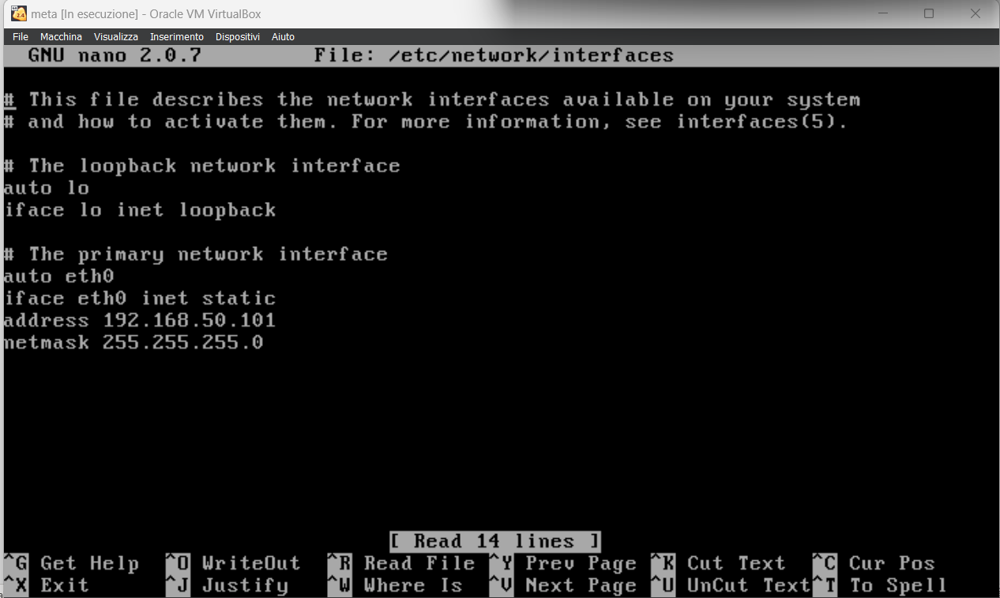 meta [In esecuzione] - Oracle VM VirtualBox
File Macchina Visualizza Inserimento Dispositivi Aiuto
GNU nano 2.0.7 File: /etc/network/interfaces
# This file describes the network interfaces available on your system
# and how to activate them. For more information, see interfaces(5).
# The loopback network interface
auto lo
iface lo inet loopback
# The primary network interface
auto eth0
iface eth0 inet static
address 192.168.50.101
netmask 255.255.255.0
[ Read 14 lines ]
^G Get Help ^O WriteOut ^R Read File ^Y Prev Page ^K Cut Text ^C Cur Pos
^X Exit ^J Justify ^W Where Is ^V Next Page ^U UnCut Text ^T To Spell